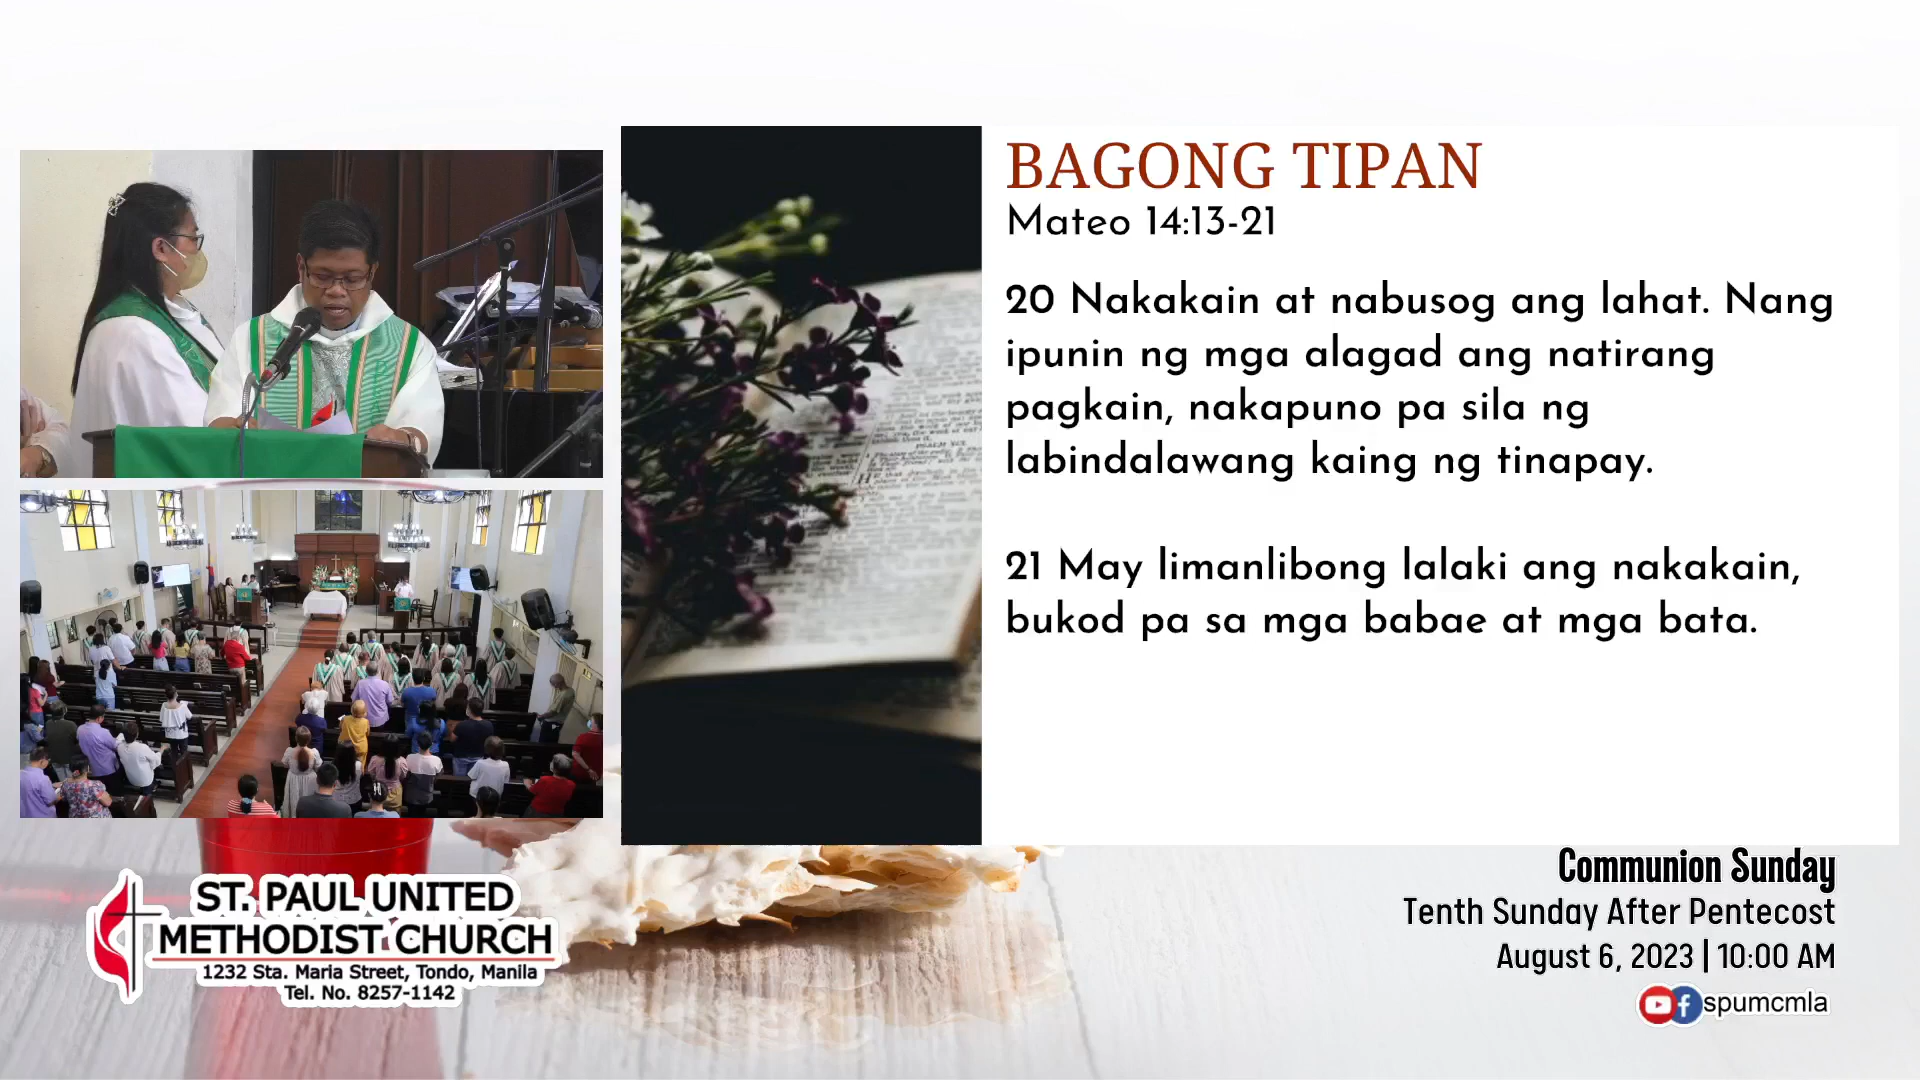 BAGONG TIPAN
Mateo 14:13-21
20 Nakakain at nabusog ang lahat. Nang
ipunin ng mga alagad ang natirang
pagkain, nakapuno pa sila ng
labindalawang kaing ng tinapay.
21 May limanlibong lalaki ang nakakain,
bukod pa sa mga babae at mga bata.
ST. PAUL UNITED
METHODIST CHURCH
1232 Sta. Maria Street, Tondo, Manila
Tel. No. 8257-1142
Communion Sunday
Tenth Sunday After Pentecost
August 6, 2023 | 10:00 AM
spumcmla